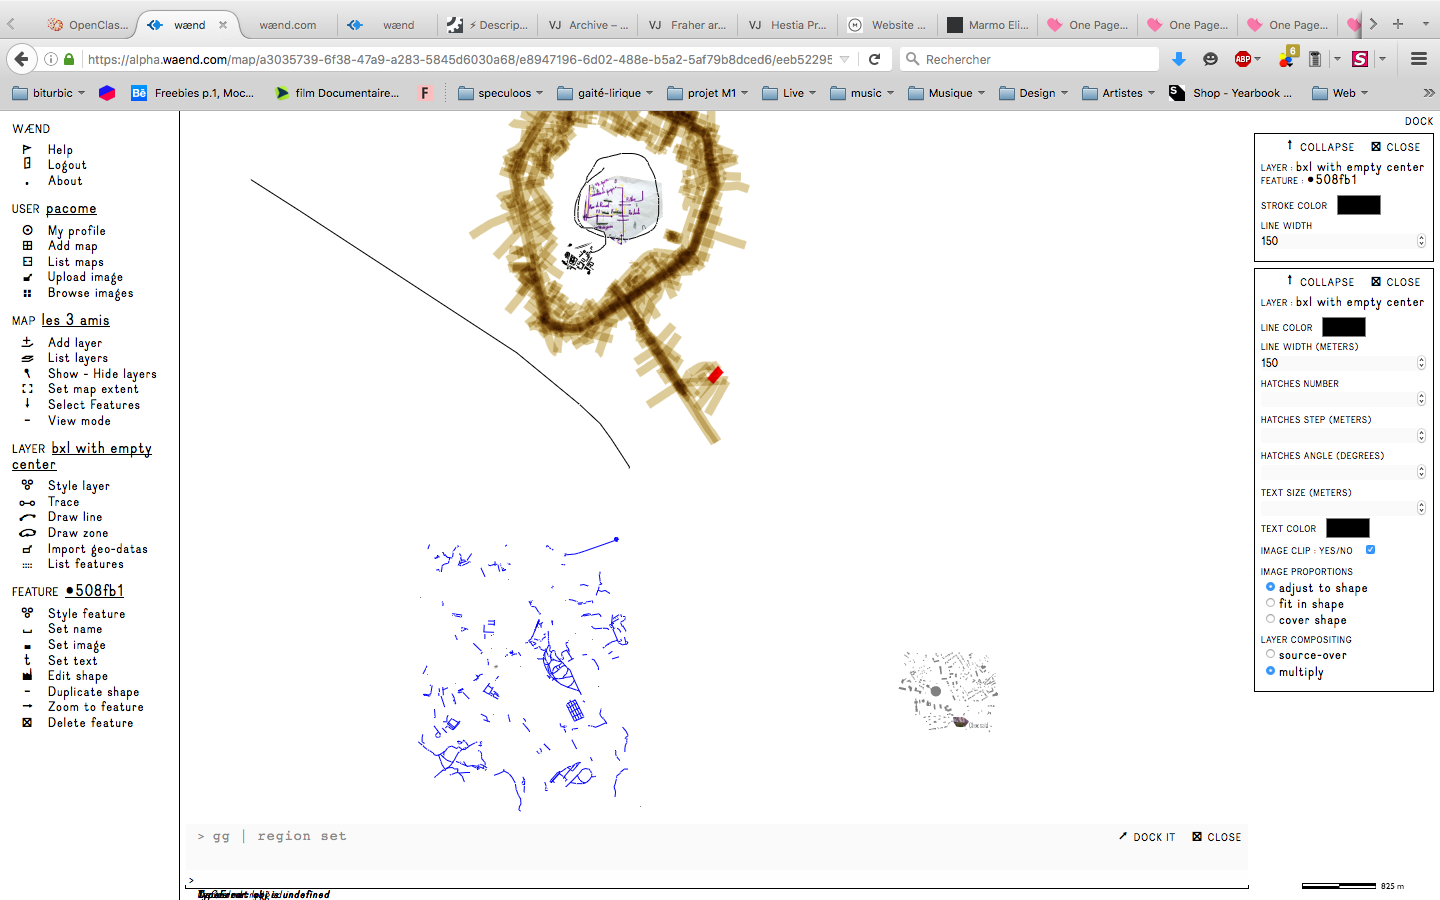 OpenClas...
wænd
wænd.com
wænd
⚡ Descrip...
VJ Archive – ...
VJ Fraher ar...
VJ Hestia Pr...
Website ...
Marmo Eli...
One Page...
One Page...
One Page...
https://alpha.waend.com/map/a3035739-6f38-47a9-a283-5845d6030a68/e8947196-6d02-488e-b5a2-5af79b8dced6/eeb52295
Rechercher
ABP
6
S
biturbic
Bē Freebies p.1, Moc...
film Documentaire...
F
speculoos
gaité-lirique
projet M1
Live
music
Musique
Design
Artistes
Shop - Yearbook ...
Web
WÆND
Help
Logout
About
USER pacome
My profile
Add map
List maps
Upload image
Browse images
MAP les 3 amis
Add layer
List layers
Show - Hide layers
Set map extent
Select Features
View mode
LAYER bxl with empty
center
Style layer
Trace
Draw line
Draw zone
Import geo-datas
List features
FEATURE •508fb1
Style feature
Set name
Set image
Set text
Edit shape
Duplicate shape
Zoom to feature
Delete feature
DOCK
COLLAPSE CLOSE
LAYER : bxl with empty center
FEATURE : •508fb1
STROKE COLOR
LINE WIDTH
150
COLLAPSE CLOSE
LAYER : bxl with empty center
LINE COLOR
LINE WIDTH (METERS)
150
HATCHES NUMBER
HATCHES STEP (METERS)
HATCHES ANGLE (DEGREES)
TEXT SIZE (METERS)
TEXT COLOR
IMAGE CLIP : YES/NO
IMAGE PROPORTIONS
adjust to shape
fit in shape
cover shape
LAYER COMPOSITING
source-over
multiply
> gg | region set
DOCK IT CLOSE
>
is undefined
825 m